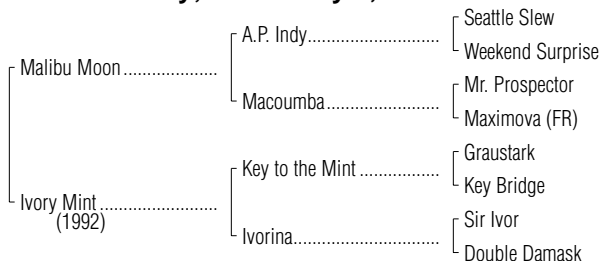 Seattle Slew
A.P. Indy
Weekend Surprise
Malibu Moon
Mr. Prospector
Macoumba
Maximova (FR)
Graustark
Key to the Mint
Key Bridge
Ivory Mint
(1992)
Sir Ivor
Ivorina
Double Damask